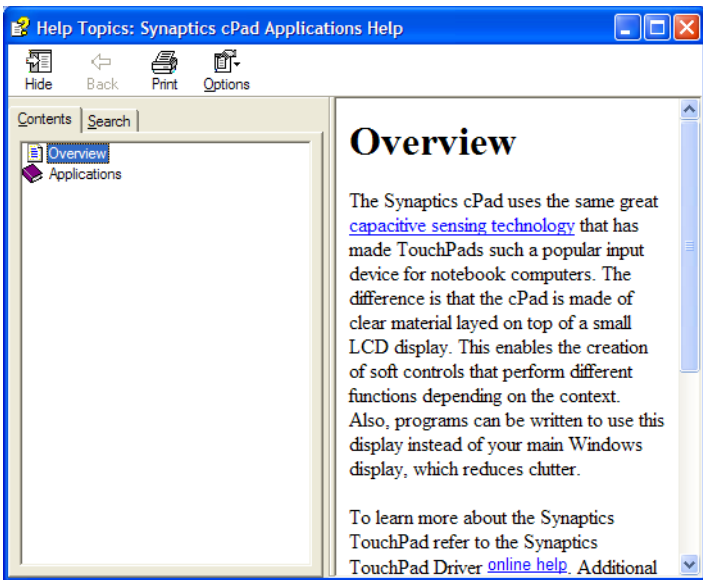 Help Topics: Synaptics cPad Applications Help
Hide Back Print Options
Contents Search
Overview
Applications
Overview
The Synaptics cPad uses the same great
capacitive sensing technology that has
made TouchPads such a popular input
device for notebook computers. The
difference is that the cPad is made of
clear material layed on top of a small
LCD display. This enables the creation
of soft controls that perform different
functions depending on the context.
Also, programs can be written to use this
display instead of your main Windows
display, which reduces clutter.
To learn more about the Synaptics
TouchPad refer to the Synaptics
TouchPad Driver online help. Additional